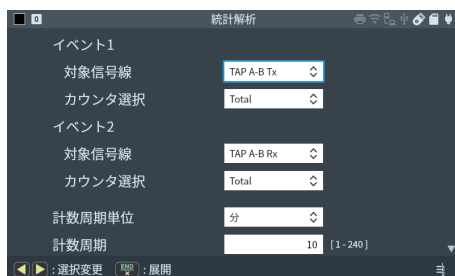 0 統計解析
イベント1
対象信号線 TAP A-B Tx
カウンタ選択 Total
イベント2
対象信号線 TAP A-B Rx
カウンタ選択 Total
計数周期単位 分
計数周期 10 [1-240]
:選択変更 END × :展開